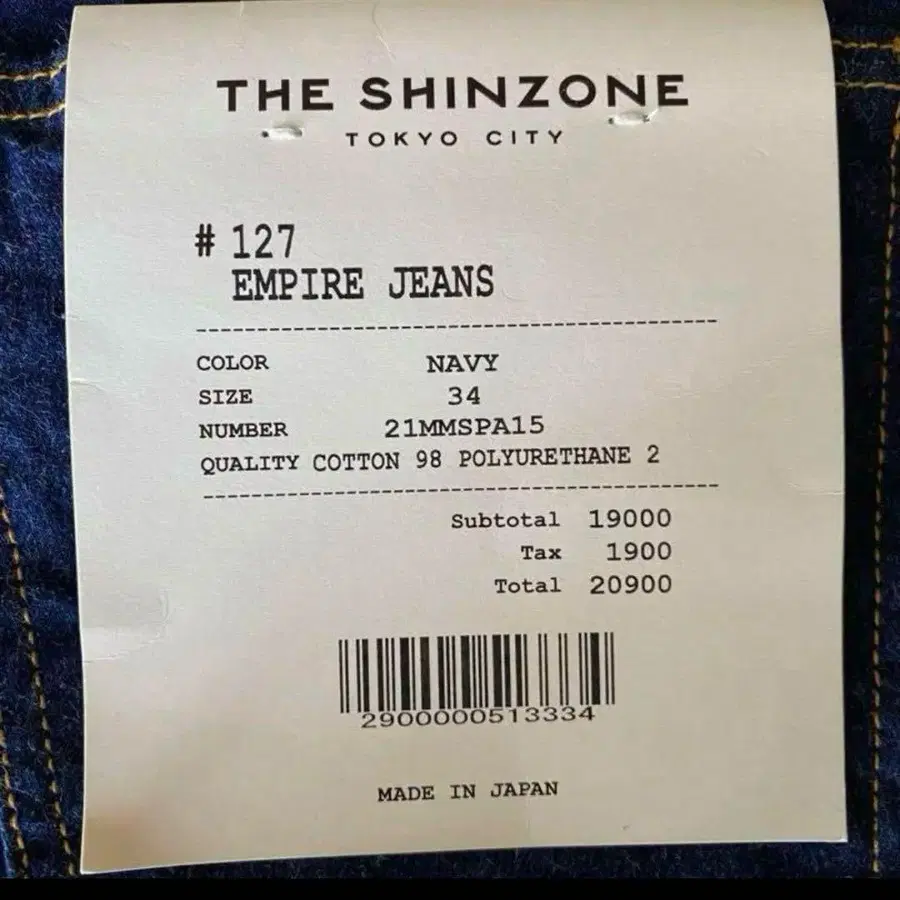 THE SHINZONE
TOKYO CITY
# 127
EMPIRE JEANS
COLOR NAVY
SIZE 34
NUMBER 21MMSPA15
QUALITY COTTON 98 POLYURETHANE 2
Subtotal 19000
Tax 1900
Total 20900
2900000513334
MADE IN JAPAN